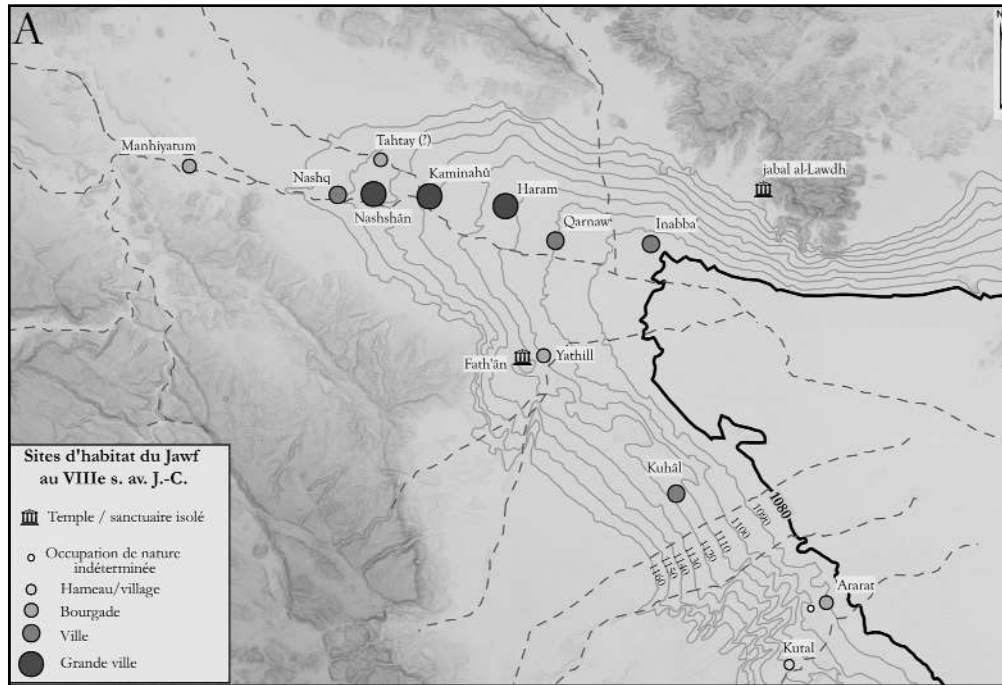 A
N
Manhiyatum
Tahtay (?)
Nashq
Kaminahû
Nashshân
Haram
jabal al-Lawdh
Qarnaw
Inabba'
Fath'ân
Yathill
Kuhâl
1160
1150
1140
1130
1120
1110
1100
1090
1080
Ararat
Kutal
Sites d'habitat du Jawf
au VIIIe s. av. J.-C.
Temple / sanctuaire isolé
Occupation de nature
indéterminée
Hameau/village
Bourgade
Ville
Grande ville